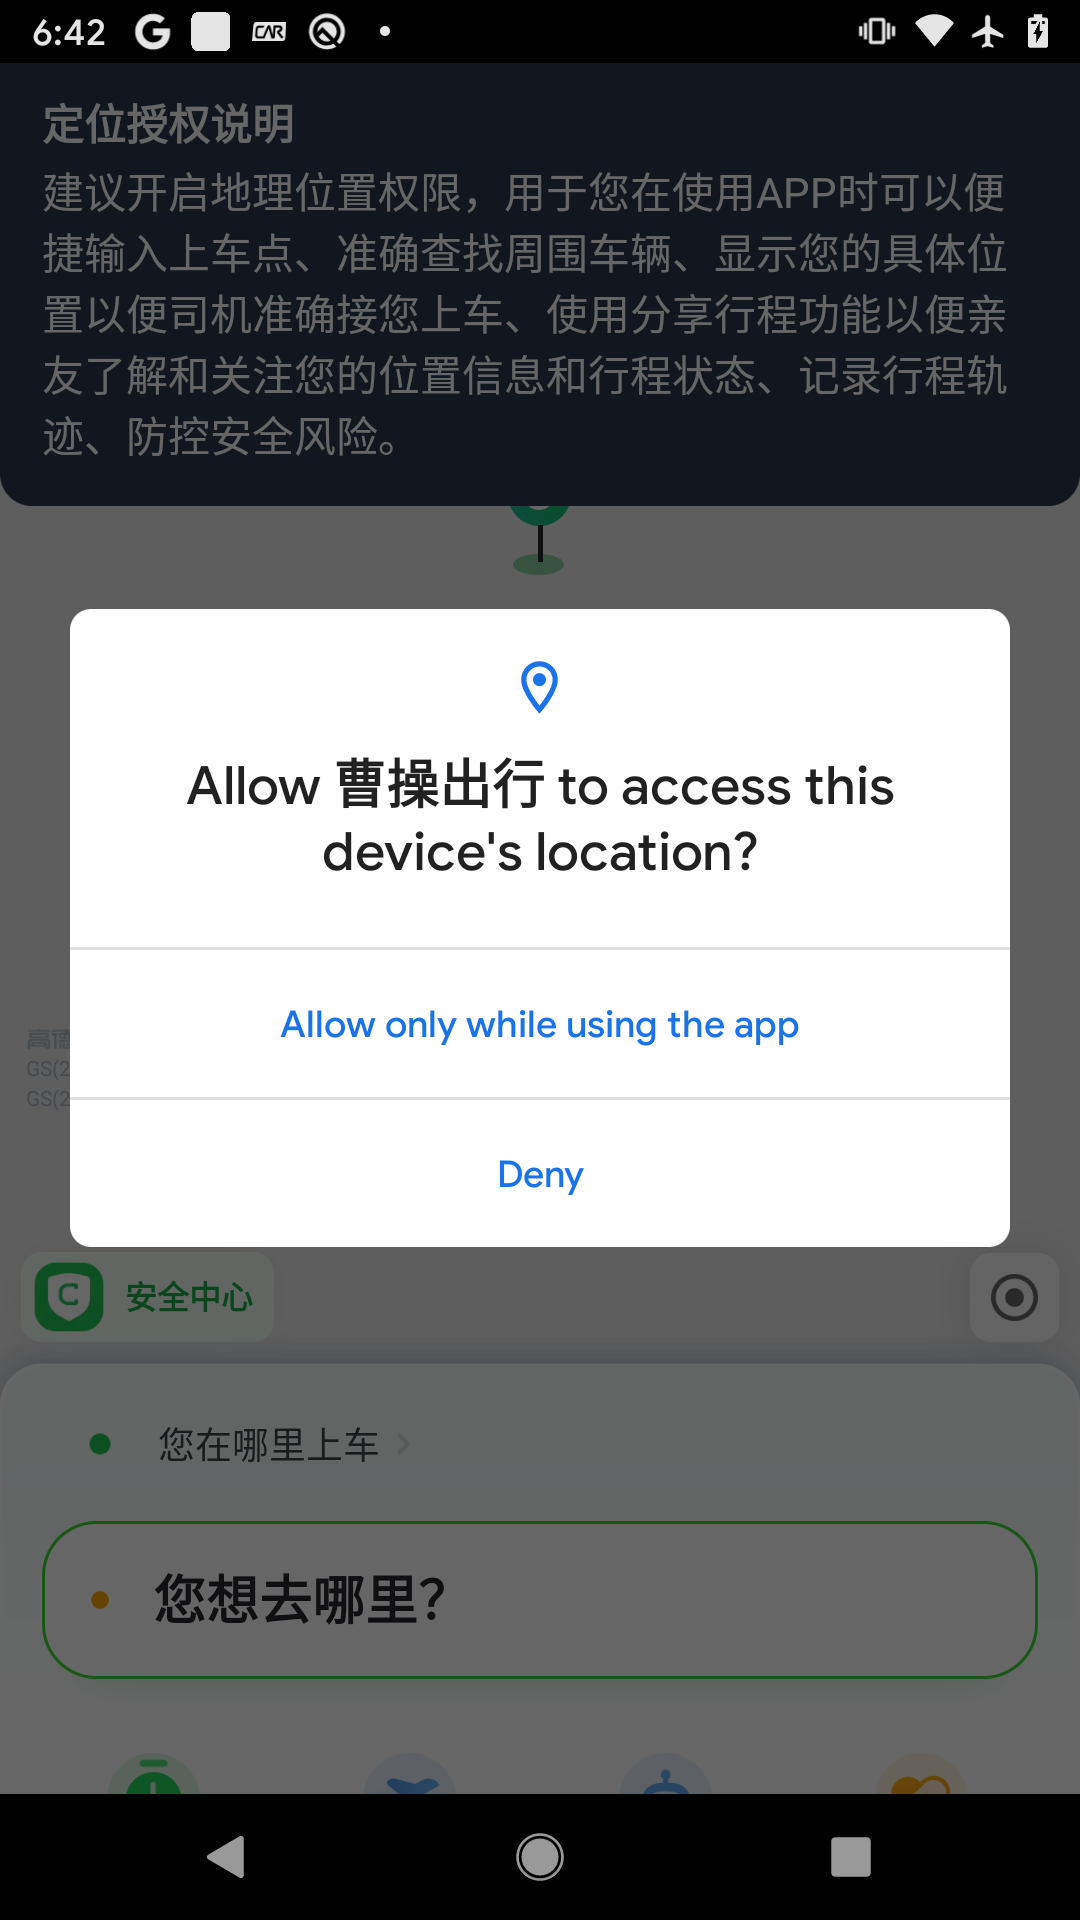 6:42
CAR
定位授权说明
建议开启地理位置权限，用于您在使用APP时可以便
捷输入上车点、准确查找周围车辆、显示您的具体位
置以便司机准确接您上车、使用分享行程功能以便亲
友了解和关注您的位置信息和行程状态、记录行程轨
迹、防控安全风险。
Allow 曹操出行 to access this
device's location?
Allow only while using the app
高德
GS(2
GS(2
Deny
安全中心
您在哪里上车
您想去哪里?